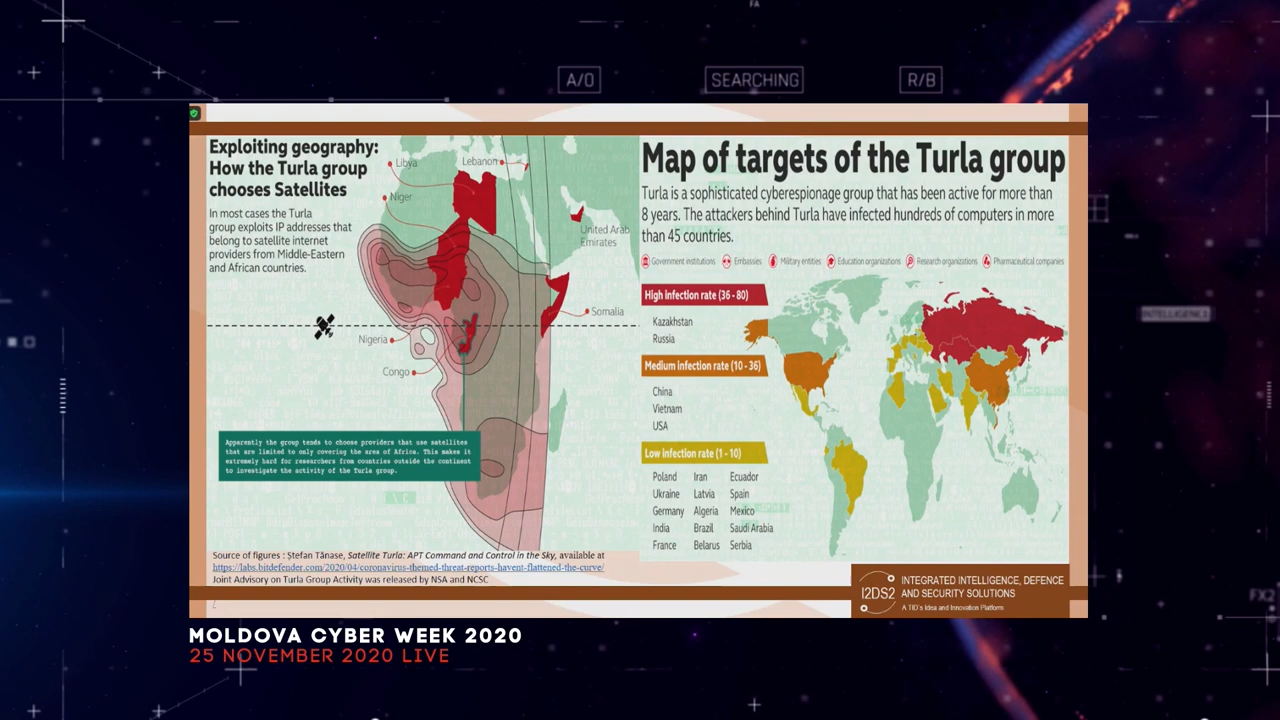 FA
A/0
SEARCHING
R/B
Exploiting geography:
How the Turla group
chooses Satellites
In most cases the Turla
group exploits IP addresses that
belong to satellite internet
providers from Middle-Eastern
and African countries.
Libya
Lebanon
Niger
United Arab
Emirates
Somalia
Nigeria
Congo
Apparently the group tends to choose providers that use satellites
that are limited to only covering the area of Africa. This makes it
extremely hard for researchers from countries outside the continent
to investigate the activity of the Turla group.
Source of figures : Ștefan Tănase, Satellite Turla: APT Command and Control in the Sky, available at
https://labs.bitdefender.com/2020/04/coronavirus-themed-threat-reports-havent-flattened-the-curve/
Joint Advisory on Turla Group Activity was released by NSA and NCSC
Map of targets of the Turla group
Turla is a sophisticated cyberespionage group that has been active for more than
8 years. The attackers behind Turla have infected hundreds of computers in more
than 45 countries.
Government institutions Embassies Military entities Education organizations Research organizations Pharmaceutical companies
High infection rate (36 - 80)
Kazakhstan
Russia
Medium infection rate (10 - 36)
China
Vietnam
USA
Low infection rate (1 - 10)
Poland Iran Ecuador
Ukraine Latvia Spain
Germany Algeria Mexico
India Brazil Saudi Arabia
France Belarus Serbia
I2DS2
INTEGRATED INTELLIGENCE, DEFENCE
AND SECURITY SOLUTIONS
A TID's Idea and Innovation Platform
FX2
MOLDOVA CYBER WEEK 2020
25 NOVEMBER 2020 LIVE